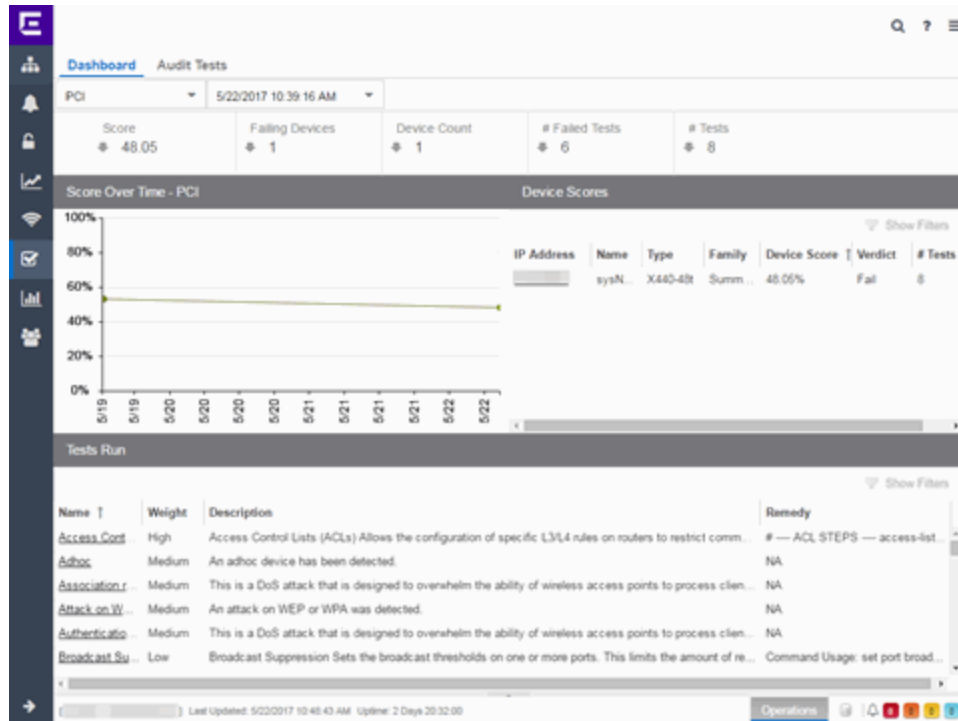 Dashboard Audit Tests
PCI 5/22/2017 10:39:16 AM
Score Failing Devices Device Count # Failed Tests # Tests
48.05 1 1 6 8
Score Over Time - PCI
100%
80%
60%
40%
20%
0%
5/19 5/19 5/20 5/20 5/20 5/20 5/21 5/21 5/21 5/21 5/22 5/22
Device Scores
Show Filters
IP Address Name Type Family Device Score Verdict # Tests
sysN... X440-48t Summ... 48.05% Fail 8
Tests Run
Show Filters
Name Weight Description Remedy
Access Cont... High Access Control Lists (ACLs) Allows the configuration of specific L3/L4 rules on routers to restrict comm... # --- ACL STEPS --- access-list...
Adhoc Medium An adhoc device has been detected. NA
Association r... Medium This is a DoS attack that is designed to overwhelm the ability of wireless access points to process clien... NA
Attack on W... Medium An attack on WEP or WPA was detected. NA
Authenticatio... Medium This is a DoS attack that is designed to overwhelm the ability of wireless access points to process clien... NA
Broadcast Su... Low Broadcast Suppression Sets the broadcast thresholds on one or more ports. This limits the amount of re... Command Usage: set port broad...
Last Updated: 5/22/2017 10:48:43 AM Uptime: 2 Days 20:32:00 Operations